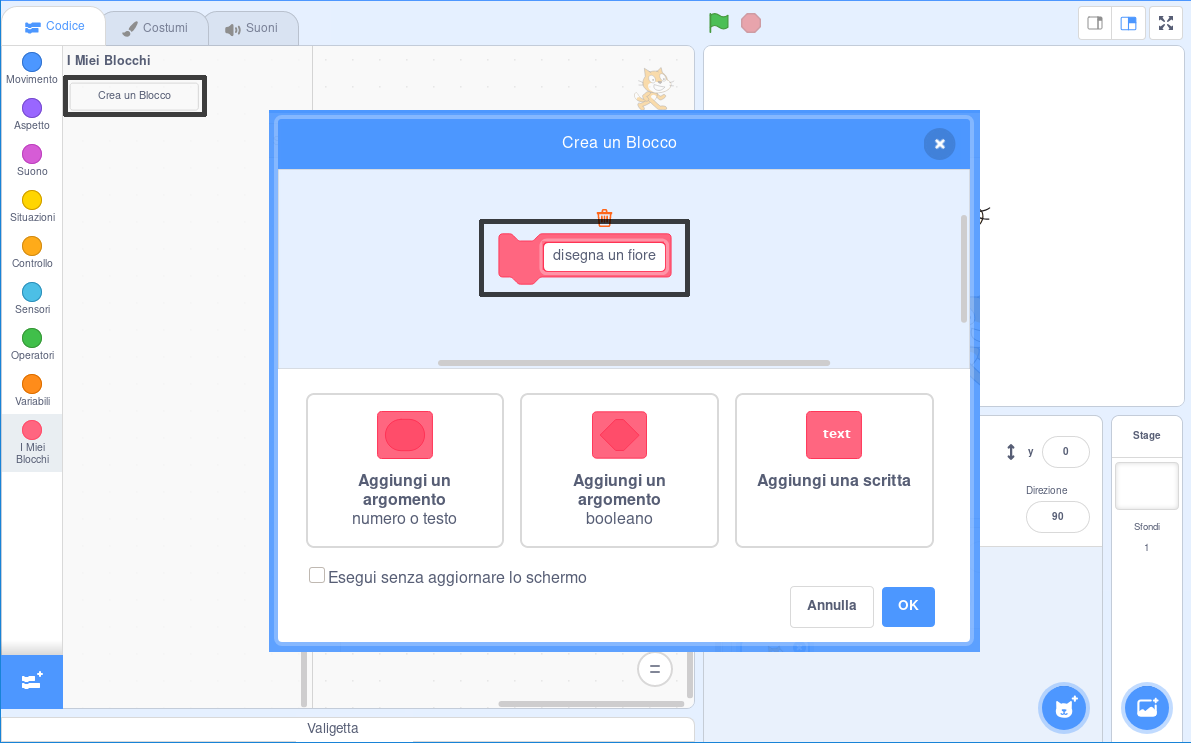 Codice
Costumi
Suoni
Movimento
Aspetto
Suono
Situazioni
Controllo
Sensori
Operatori
Variabili
I Miei
Blocchi
I Miei Blocchi
Crea un Blocco
Crea un Blocco
disegna un fiore
Aggiungi un
argomento
numero o testo
Aggiungi un
argomento
booleano
text
Aggiungi una scritta
Esegui senza aggiornare lo schermo
Annulla
OK
y
0
Direzione
90
Stage
Sfondi
1
Valigetta